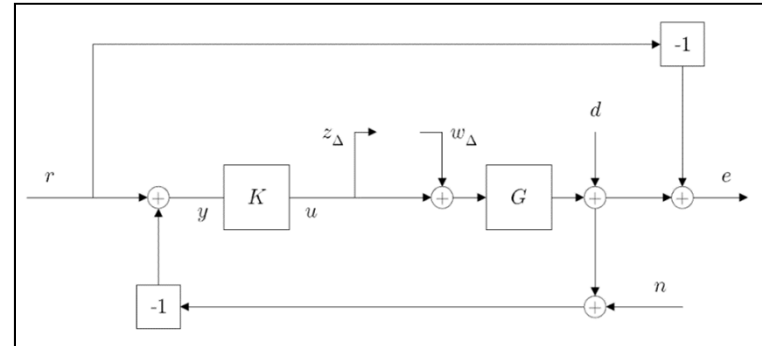 -1
d
z_Δ w_Δ
r e
+ K + G + +
y u
n
-1 +